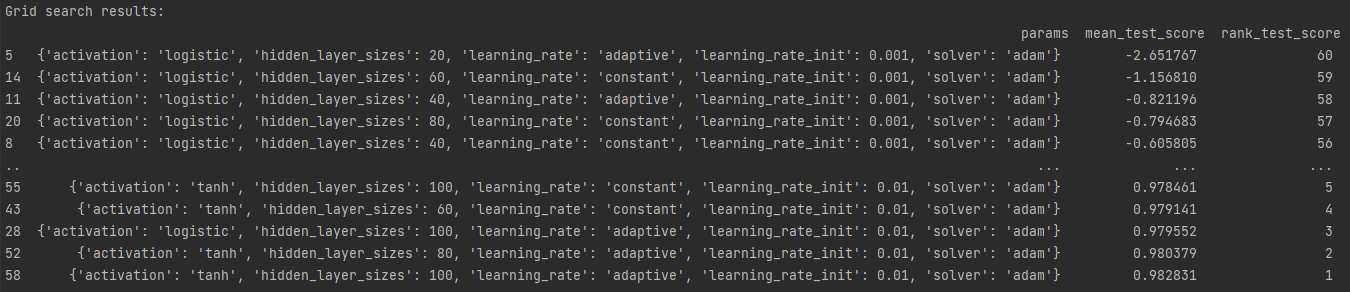 Grid search results:
params mean_test_score rank_test_score
5 {'activation': 'logistic', 'hidden_layer_sizes': 20, 'learning_rate': 'adaptive', 'learning_rate_init': 0.001, 'solver': 'adam'} -2.651767 60
14 {'activation': 'logistic', 'hidden_layer_sizes': 60, 'learning_rate': 'constant', 'learning_rate_init': 0.001, 'solver': 'adam'} -1.156810 59
11 {'activation': 'logistic', 'hidden_layer_sizes': 40, 'learning_rate': 'adaptive', 'learning_rate_init': 0.001, 'solver': 'adam'} -0.821196 58
20 {'activation': 'logistic', 'hidden_layer_sizes': 80, 'learning_rate': 'constant', 'learning_rate_init': 0.001, 'solver': 'adam'} -0.794683 57
8 {'activation': 'logistic', 'hidden_layer_sizes': 40, 'learning_rate': 'constant', 'learning_rate_init': 0.001, 'solver': 'adam'} -0.605805 56
.. ... ... ...
55 {'activation': 'tanh', 'hidden_layer_sizes': 100, 'learning_rate': 'constant', 'learning_rate_init': 0.01, 'solver': 'adam'} 0.978461 5
43 {'activation': 'tanh', 'hidden_layer_sizes': 60, 'learning_rate': 'constant', 'learning_rate_init': 0.01, 'solver': 'adam'} 0.979141 4
28 {'activation': 'logistic', 'hidden_layer_sizes': 100, 'learning_rate': 'adaptive', 'learning_rate_init': 0.01, 'solver': 'adam'} 0.979552 3
52 {'activation': 'tanh', 'hidden_layer_sizes': 80, 'learning_rate': 'adaptive', 'learning_rate_init': 0.01, 'solver': 'adam'} 0.980379 2
58 {'activation': 'tanh', 'hidden_layer_sizes': 100, 'learning_rate': 'adaptive', 'learning_rate_init': 0.01, 'solver': 'adam'} 0.982831 1